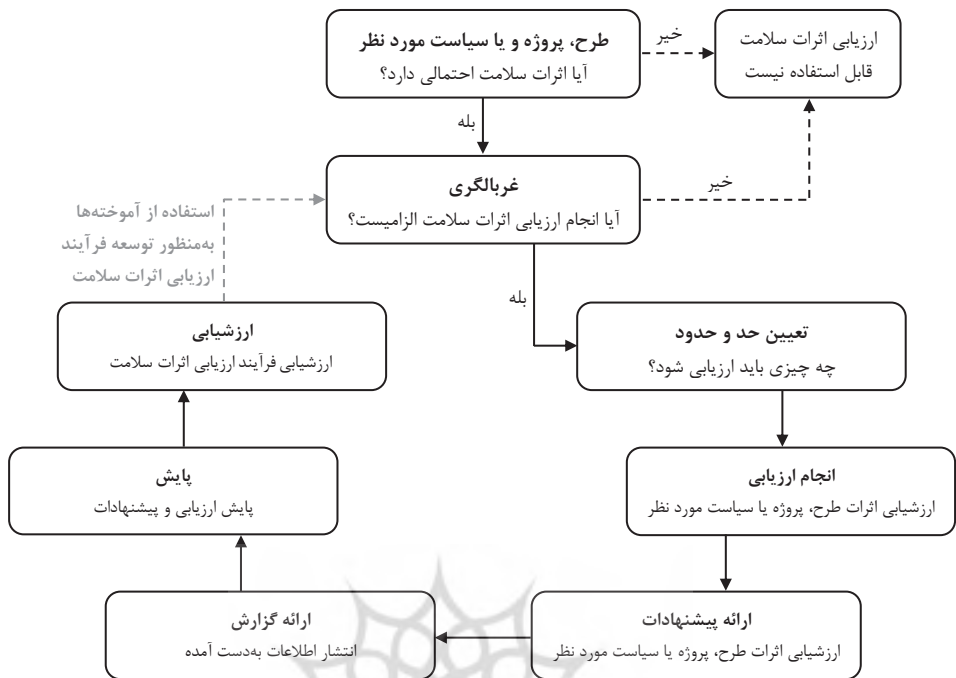 طرح، پروژه و یا سیاست مورد نظر
آیا اثرات سلامت احتمالی دارد؟
خیر
ارزیابی اثرات سلامت
قابل استفاده نیست
بله
غربالگری
آیا انجام ارزیابی اثرات سلامت الزامیست؟
خیر
استفاده از آموخته‌ها
به‌منظور توسعه فرآیند
ارزیابی اثرات سلامت
بله
تعیین حد و حدود
چه چیزی باید ارزیابی شود؟
انجام ارزیابی
ارزشیابی اثرات طرح، پروژه یا سیاست مورد نظر
ارائه پیشنهادات
ارزشیابی اثرات طرح، پروژه یا سیاست مورد نظر
ارائه گزارش
انتشار اطلاعات به‌دست آمده
پایش
پایش ارزیابی و پیشنهادات
ارزشیابی
ارزشیابی فرآیند ارزیابی اثرات سلامت